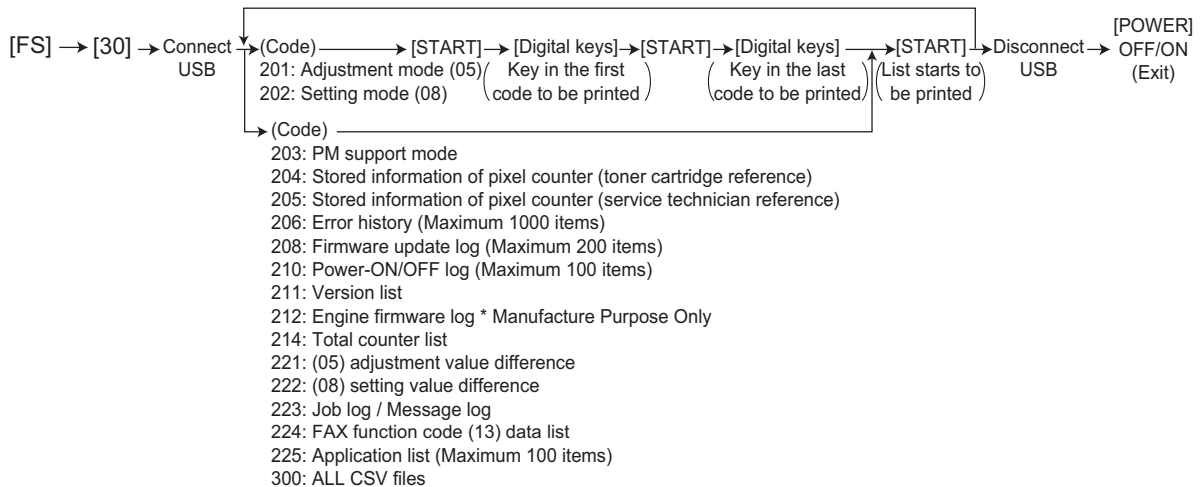 [FS] → [30] → Connect USB → (Code) → [START] → [Digital keys] → [START] → [Digital keys] → [START] → Disconnect USB → [POWER] OFF/ON (Exit)
201: Adjustment mode (05)
202: Setting mode (08)
(Key in the first code to be printed)
(Key in the last code to be printed)
(List starts to be printed)
(Code)
203: PM support mode
204: Stored information of pixel counter (toner cartridge reference)
205: Stored information of pixel counter (service technician reference)
206: Error history (Maximum 1000 items)
208: Firmware update log (Maximum 200 items)
210: Power-ON/OFF log (Maximum 100 items)
211: Version list
212: Engine firmware log * Manufacture Purpose Only
214: Total counter list
221: (05) adjustment value difference
222: (08) setting value difference
223: Job log / Message log
224: FAX function code (13) data list
225: Application list (Maximum 100 items)
300: ALL CSV files